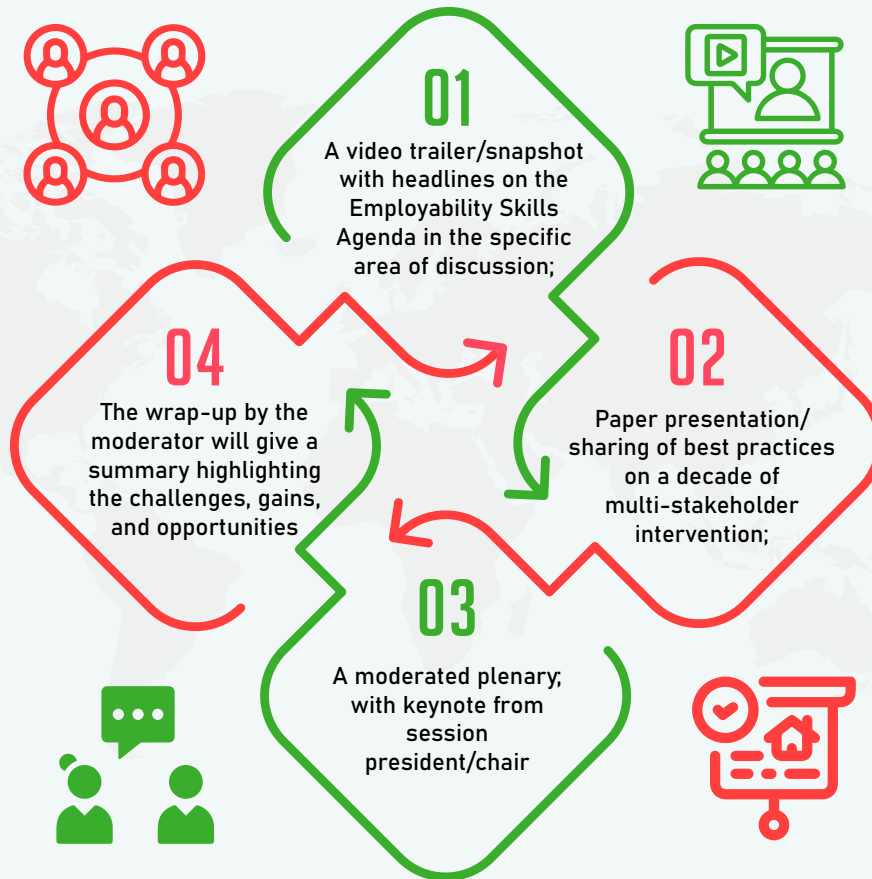 01
A video trailer/snapshot
with headlines on the
Employability Skills
Agenda in the specific
area of discussion;
02
Paper presentation/
sharing of best practices
on a decade of
multi-stakeholder
intervention;
03
A moderated plenary;
with keynote from
session
president/chair
04
The wrap-up by the
moderator will give a
summary highlighting
the challenges, gains,
and opportunities